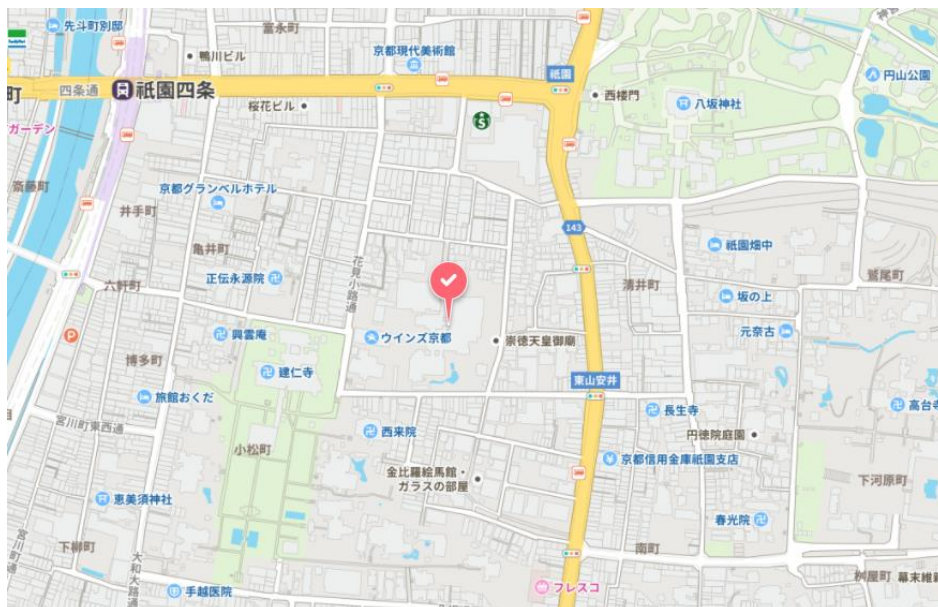 先斗町別邸
富永町
鴨川ビル
京都現代美術館
祇園
円山公園
FamilyMart
町
四条通
祇園四条
西楼門
八坂神社
桜花ビル
S
ガーデン
斎藤町
京都グランベルホテル
井手町
143
亀井町
花見小路通
祇園畑中
鷲尾町
正伝永源院
六軒町
清井町
坂の上
P
興雲庵
ウインズ京都
崇徳天皇御廟
元奈古
博多町
建仁寺
東山安井
旅館おくだ
長生寺
高台寺
宮川町東西通
西来院
円徳院庭園
小松町
京都信用金庫祇園支店
金比羅絵馬館・
ガラスの部屋
下河原町
恵美須神社
春光院
宮川町通
下柳町
大和大路通
南町
手越医院
フレスコ
桝屋町
幕末維新